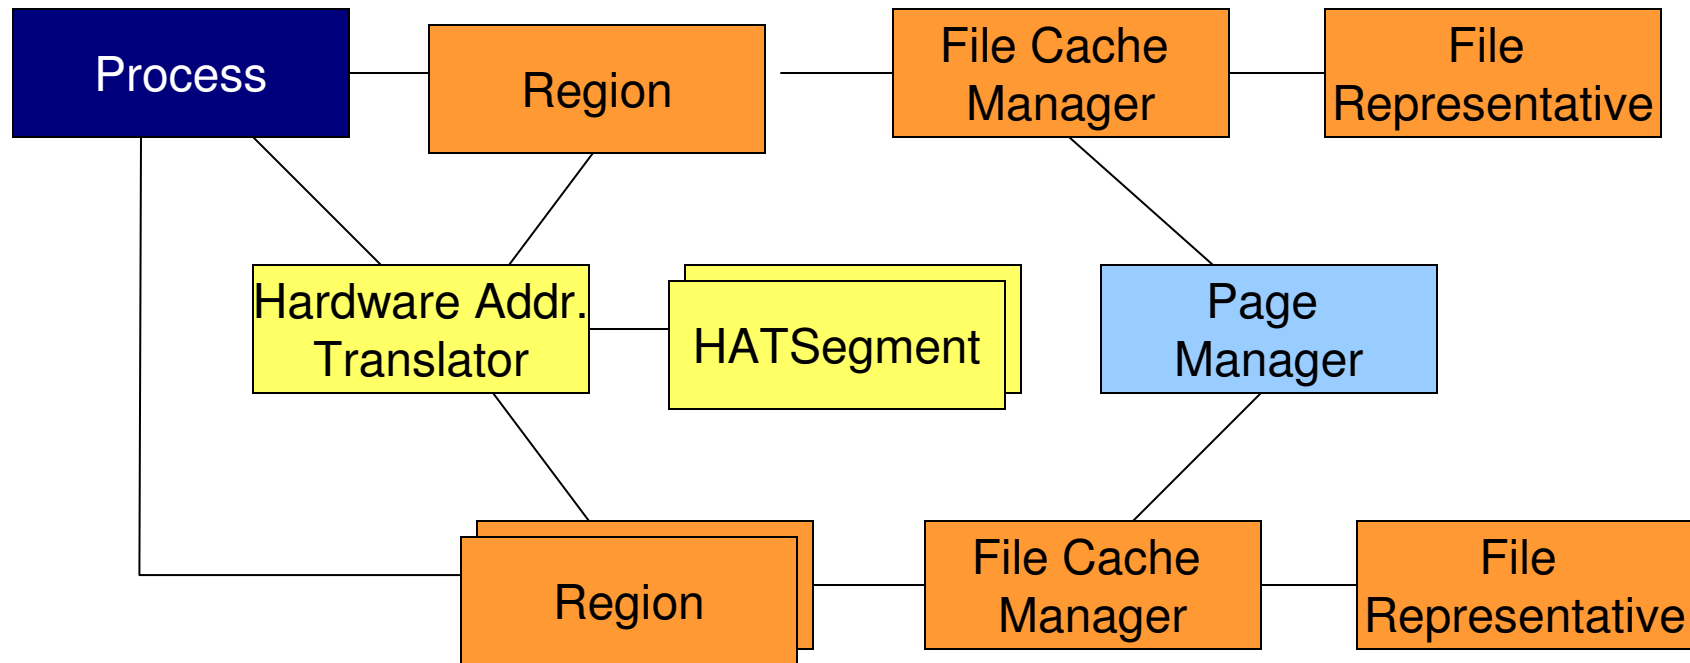 Process
Region
File Cache
Manager
File
Representative
Hardware Addr.
Translator
HATSegment
Page
Manager
Region
File Cache
Manager
File
Representative